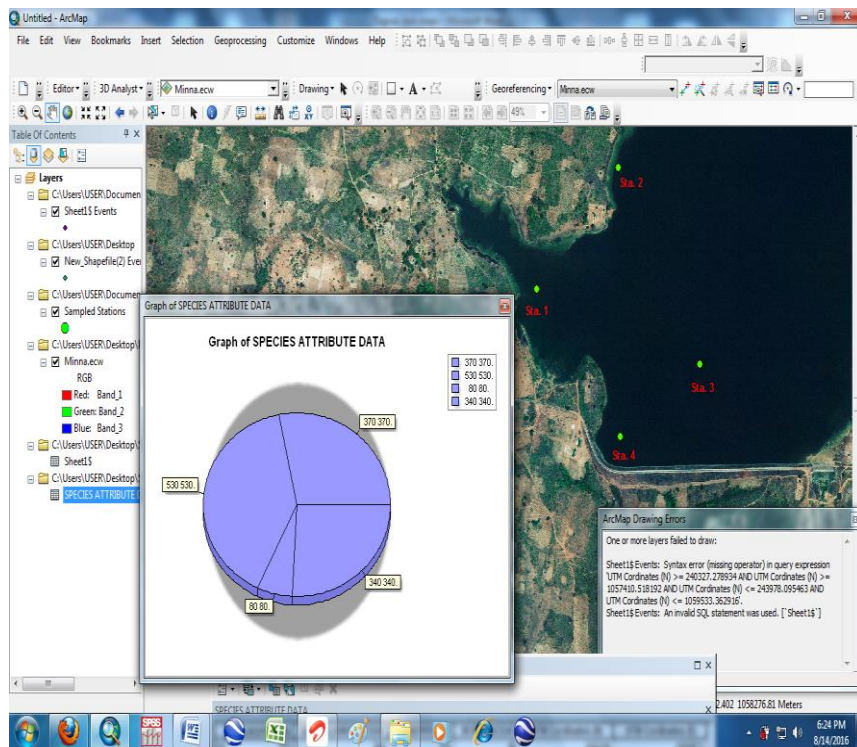 Untitled - ArcMap
File Edit View Bookmarks Insert Selection Geoprocessing Customize Windows Help
Editor 3D Analyst Minna.ecw Drawing A Georeferencing Minna.ecw
49%
Table Of Contents
Layers
C:\Users\USER\Documen
Sheet1$ Events
C:\Users\USER\Desktop
New_Shapefile(2) Eve
C:\Users\USER\Documen
Sampled Stations
C:\Users\USER\Desktop\
Minna.ecw
RGB
Red: Band_1
Green: Band_2
Blue: Band_3
C:\Users\USER\Desktop\
Sheet1$
C:\Users\USER\Desktop\
SPECIES ATTRIBUTE
Sta. 2
Sta. 1
Sta. 3
Sta. 4
Graph of SPECIES ATTRIBUTE DATA
Graph of SPECIES ATTRIBUTE DATA
370 370.
530 530.
80 80.
340 340.
370 370.
530 530.
80 80.
340 340.
ArcMap Drawing Errors
One or more layers failed to draw:
Sheet1$ Events: Syntax error (missing operator) in query expression
'UTM Cordinates (N) >= 240327.278934 AND UTM Cordinates (N) >=
1057410.518192 AND UTM Cordinates (N) <= 243978.095463 AND
UTM Cordinates (N) <= 1059533.362916'.
Sheet1$ Events: An invalid SQL statement was used. [`Sheet1$`]
SPECIES ATTRIBUTE DATA
2.402 1058276.81 Meters
SPSS
6:24 PM
8/14/2016